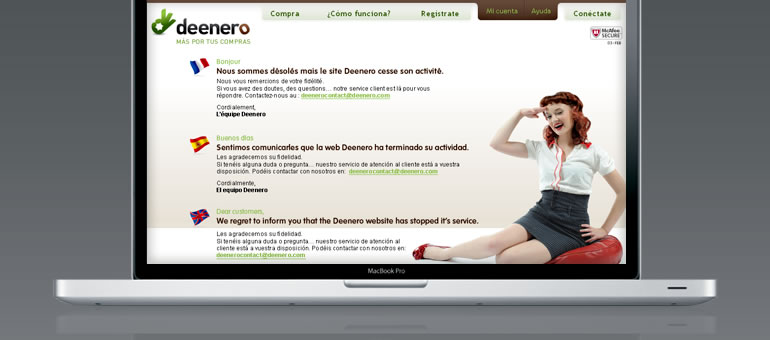 Compra ¿Cómo funciona? Regístrate Mi cuenta Ayuda Conéctate
deenero
MÁS POR TUS COMPRAS
McAfee
SECURE
03-FEB
Bonjour
Nous sommes désolés mais le site Deenero cesse son activité.
Nous vous remercions de votre fidélité.
Si vous avez des doutes, des questions... notre service client est là pour vous
répondre. Contactez-nous au : deenerocontact@deenero.com
Cordialement,
L'équipe Deenero
Buenos días
Sentimos comunicarles que la web Deenero ha terminado su actividad.
Les agradecemos su fidelidad.
Si tenéis alguna duda o pregunta... nuestro servicio de atención al cliente está a vuestra
disposición. Podéis contactar con nosotros en: deenerocontact@deenero.com
Cordialmente,
El equipo Deenero
Dear customers,
We regret to inform you that the Deenero website has stopped it's service.
Les agradecemos su fidelidad.
Si tenéis alguna duda o pregunta... nuestro servicio de atención al
cliente está a vuestra disposición. Podéis contactar con nosotros en:
deenerocontact@deenero.com
MacBook Pro